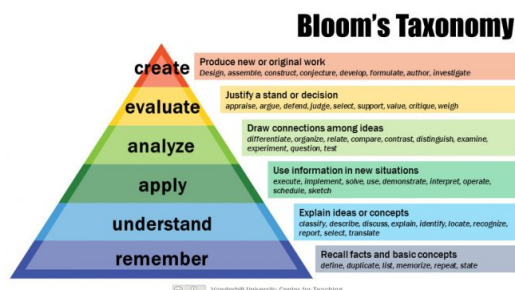 Bloom's Taxonomy
create
Produce new or original work
Design, assemble, construct, conjecture, develop, formulate, author, investigate
evaluate
Justify a stand or decision
appraise, argue, defend, judge, select, support, value, critique, weigh
analyze
Draw connections among ideas
differentiate, organize, relate, compare, contrast, distinguish, examine,
experiment, question, test
apply
Use information in new situations
execute, implement, solve, use, demonstrate, interpret, operate,
schedule, sketch
understand
Explain ideas or concepts
classify, describe, discuss, explain, identify, locate, recognize,
report, select, translate
remember
Recall facts and basic concepts
define, duplicate, list, memorize, repeat, state
Vanderbilt University Center for Teaching